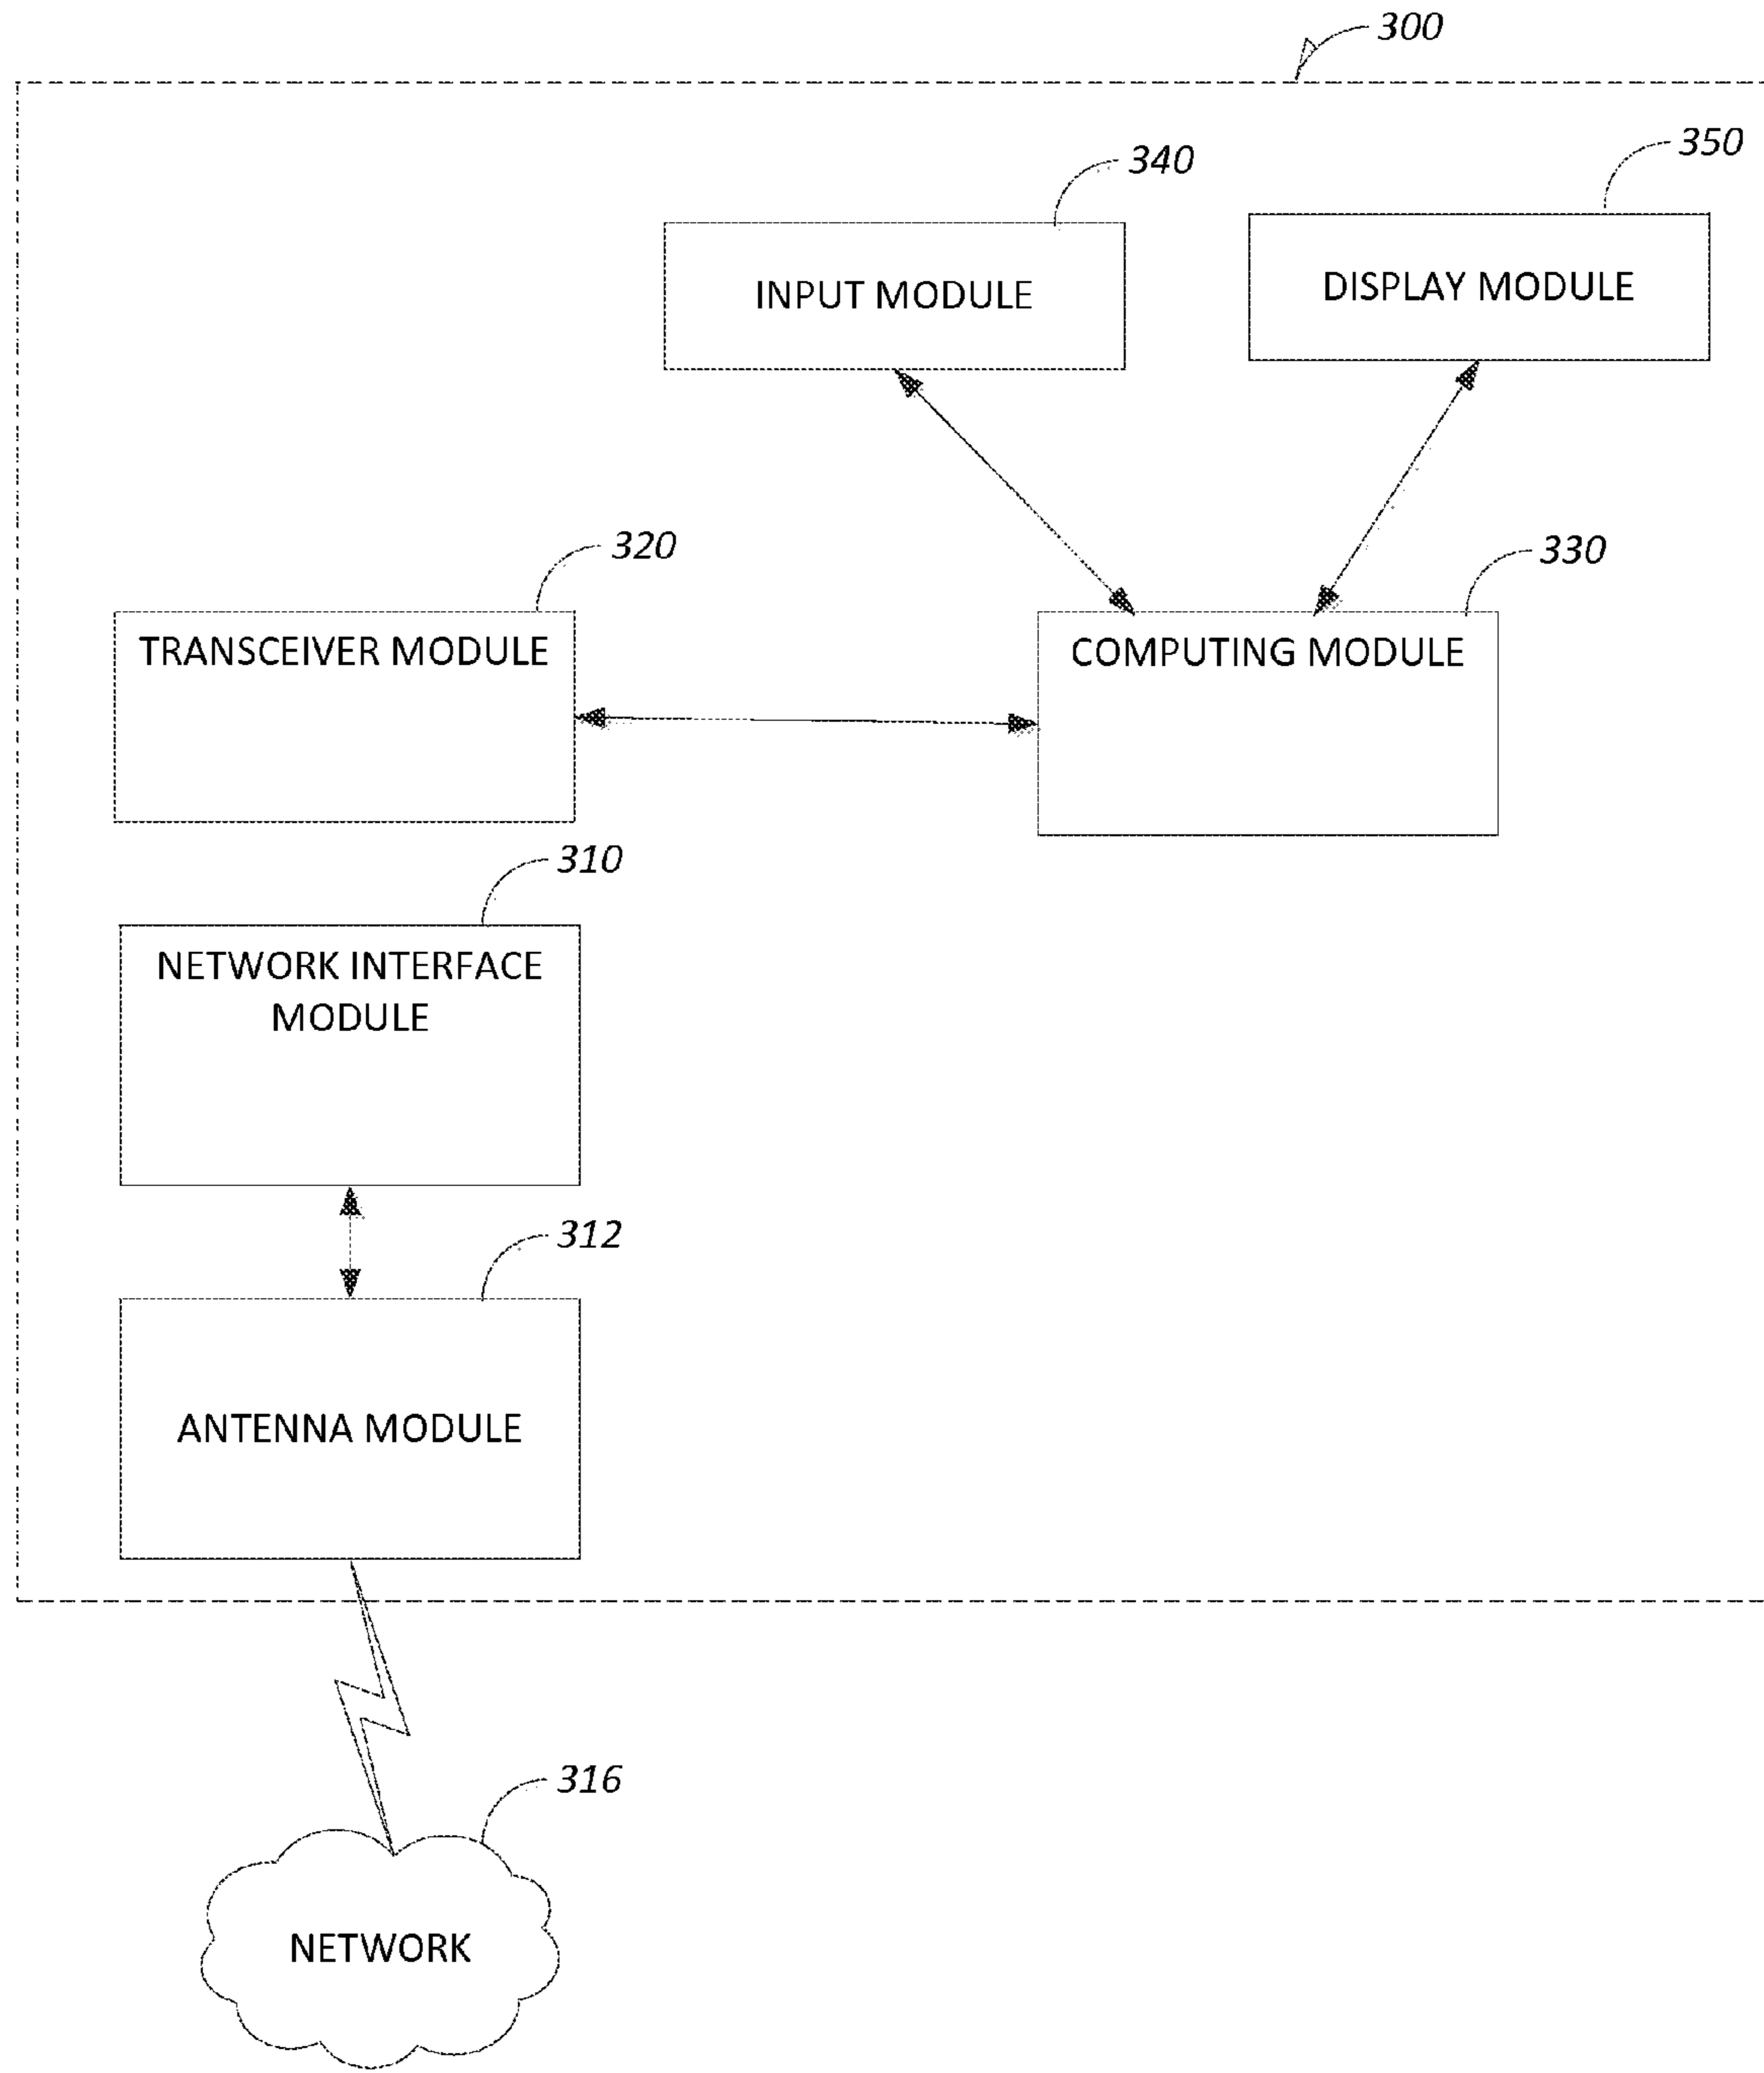 300
340
350
INPUT MODULE
DISPLAY MODULE
320
330
TRANSCEIVER MODULE
COMPUTING MODULE
310
NETWORK INTERFACE
MODULE
312
ANTENNA MODULE
316
NETWORK